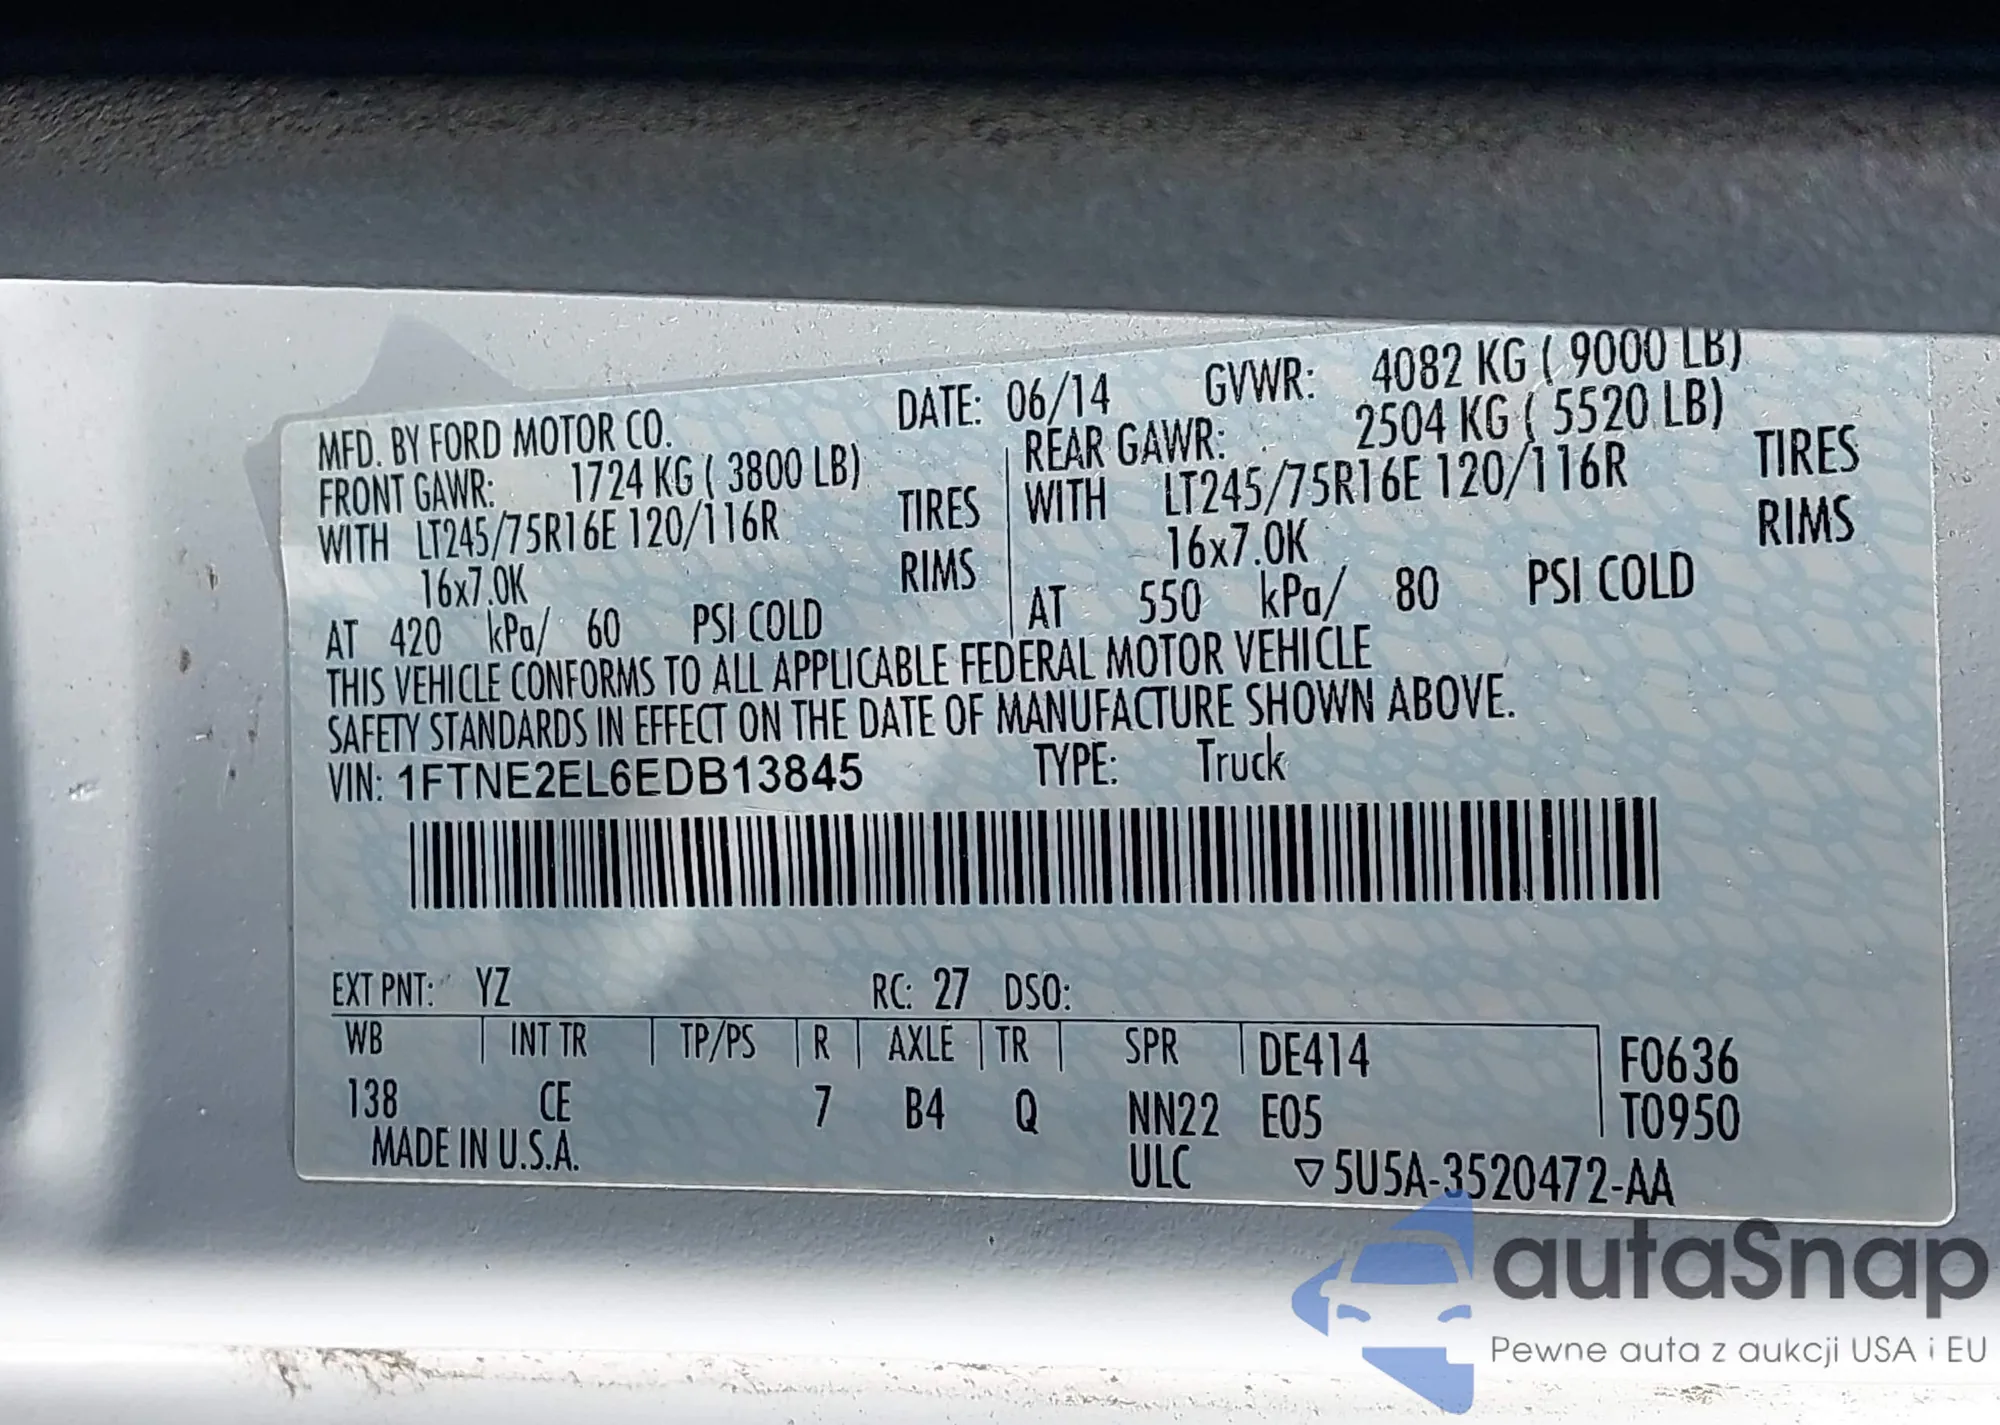 MFD. BY FORD MOTOR CO. DATE: 06/14 GVWR: 4082 KG ( 9000 LB)
FRONT GAWR: 1724 KG ( 3800 LB) REAR GAWR: 2504 KG ( 5520 LB)
WITH LT245/75R16E 120/116R TIRES WITH LT245/75R16E 120/116R TIRES
16x7.0K RIMS 16x7.0K RIMS
AT 420 kPa/ 60 PSI COLD AT 550 kPa/ 80 PSI COLD
THIS VEHICLE CONFORMS TO ALL APPLICABLE FEDERAL MOTOR VEHICLE
SAFETY STANDARDS IN EFFECT ON THE DATE OF MANUFACTURE SHOWN ABOVE.
VIN: 1FTNE2EL6EDB13845 TYPE: Truck
EXT PNT: YZ RC: 27 DSO:
WB INT TR TP/PS R AXLE TR SPR DE414 F0636
138 CE 7 B4 Q NN22 E05 T0950
MADE IN U.S.A. ULC ▽5U5A-3520472-AA
autaSnap
Pewne auta z aukcji USA i EU